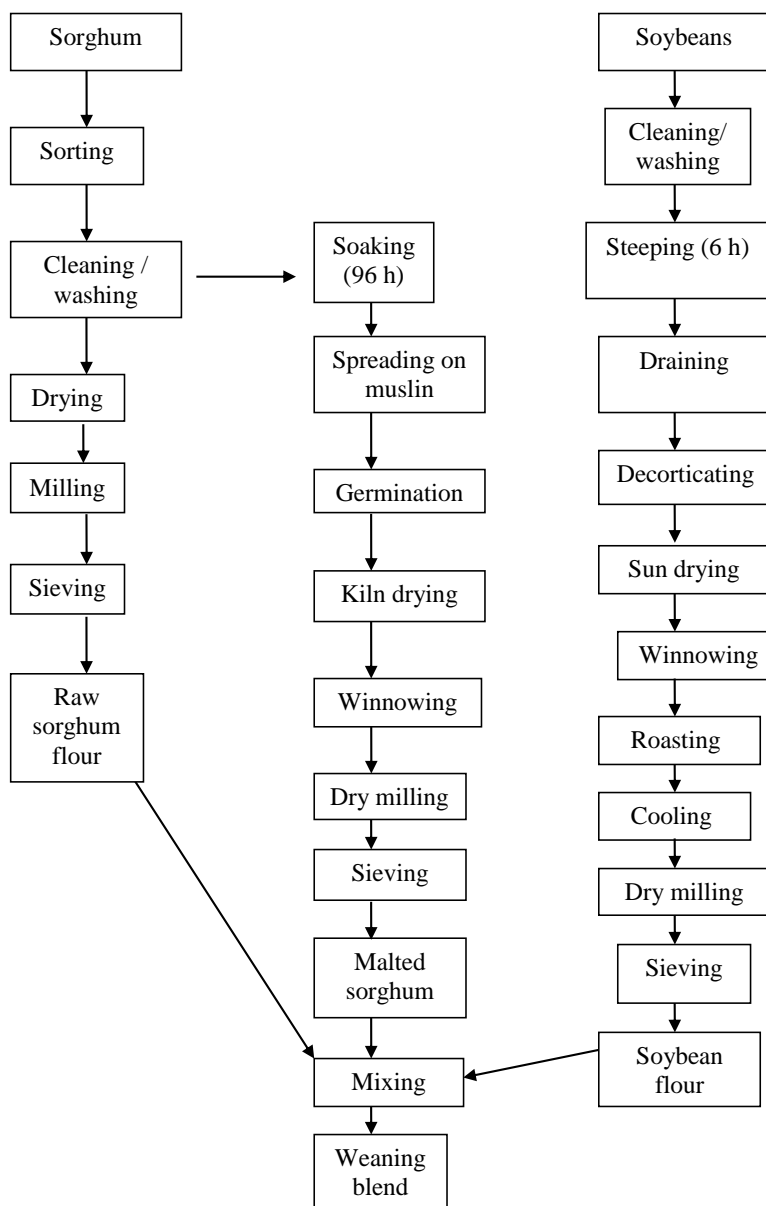 Sorghum
Sorting
Cleaning /
washing
Drying
Milling
Sieving
Raw
sorghum
flour
Soaking
(96 h)
Spreading on
muslin
Germination
Kiln drying
Winnowing
Dry milling
Sieving
Malted
sorghum
Mixing
Weaning
blend
Soybeans
Cleaning/
washing
Steeping (6 h)
Draining
Decorticating
Sun drying
Winnowing
Roasting
Cooling
Dry milling
Sieving
Soybean
flour